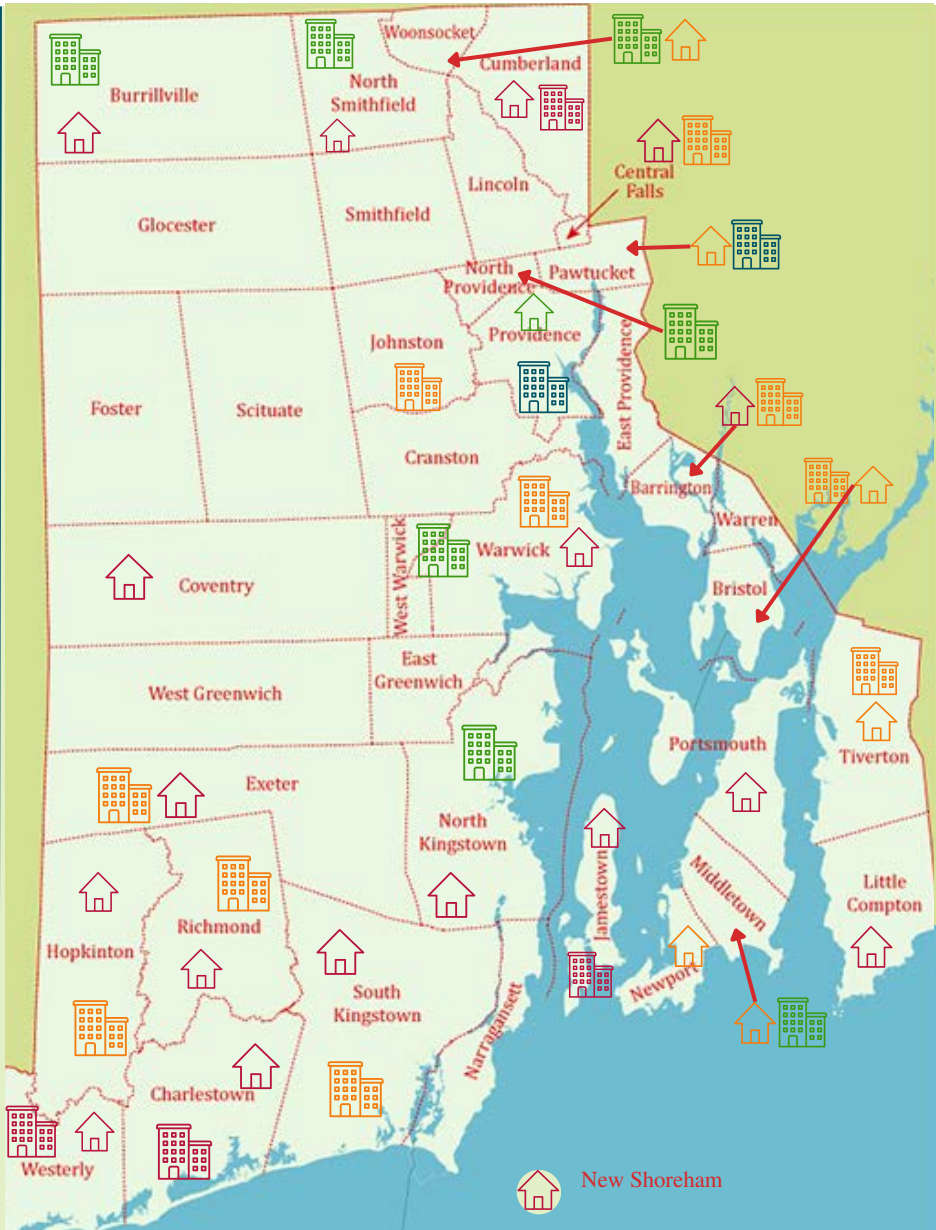 Woonsocket
Cumberland
Burrillville
North
Smithfield
Central
Falls
Lincoln
Smithfield
Glocester
North
Providence
Pawtucket
Johnston
Providence
East Providence
Foster
Scituate
Cranston
Barrington
Warren
West Warwick
Warwick
Coventry
Bristol
East
Greenwich
West Greenwich
Portsmouth
Tiverton
Exeter
North
Kingstown
Jamestown
Middletown
Little
Compton
Richmond
Hopkinton
South
Kingstown
Newport
Narragansett
Charlestown
Westerly
New Shoreham